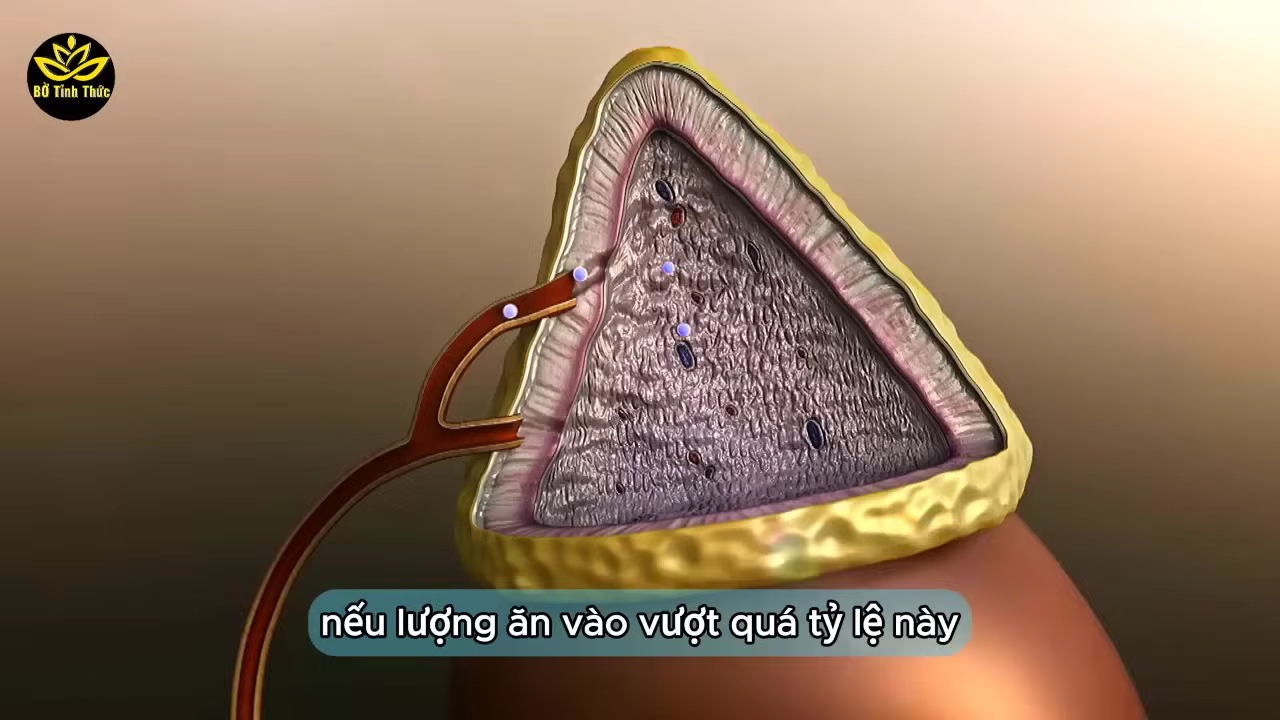 BỜ Tỉnh Thức
nếu lượng ăn vào vượt quá tỷ lệ này